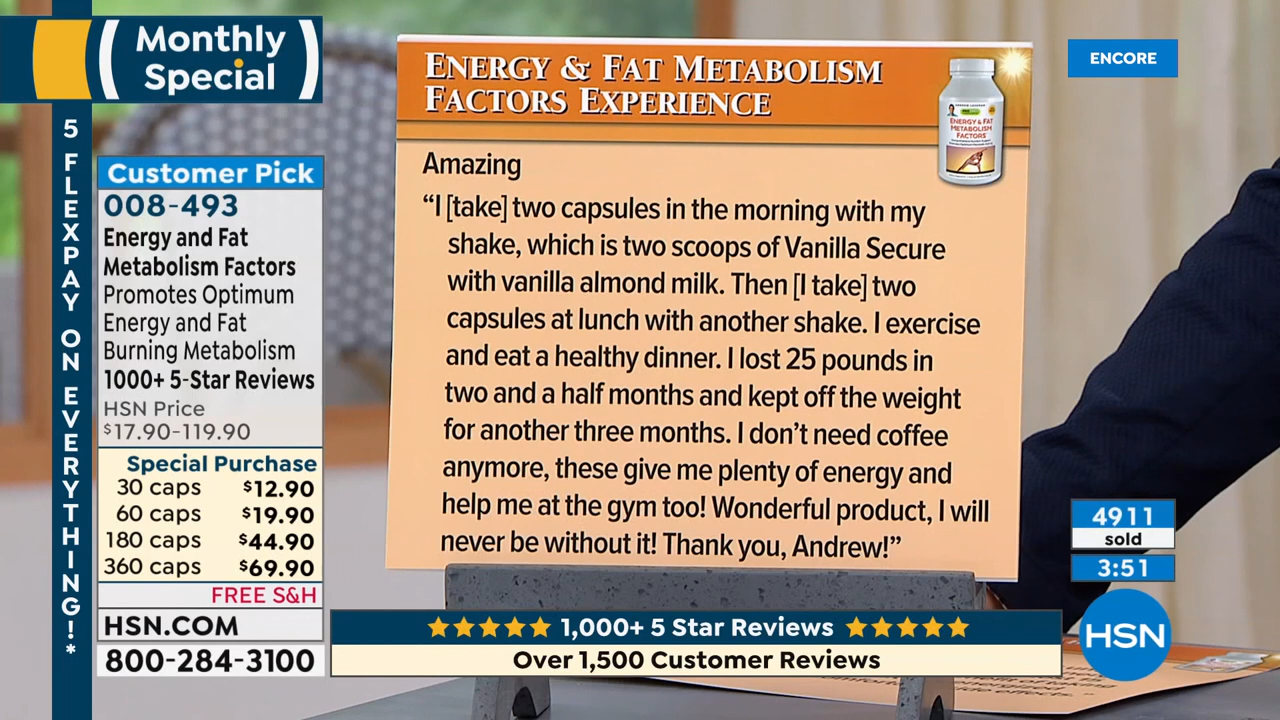 Monthly
Special
ENCORE
5 FLEXPAY ON EVERYTHING!*
Customer Pick
008-493
Energy and Fat
Metabolism Factors
Promotes Optimum
Energy and Fat
Burning Metabolism
1000+ 5-Star Reviews
HSN Price
$17.90-119.90
Special Purchase
30 caps $12.90
60 caps $19.90
180 caps $44.90
360 caps $69.90
FREE S&H
HSN.COM
800-284-3100
ENERGY & FAT METABOLISM
FACTORS EXPERIENCE
ENERGY & FAT
METABOLISM
FACTORS
Amazing
“I [take] two capsules in the morning with my
shake, which is two scoops of Vanilla Secure
with vanilla almond milk. Then [I take] two
capsules at lunch with another shake. I exercise
and eat a healthy dinner. I lost 25 pounds in
two and a half months and kept off the weight
for another three months. I don’t need coffee
anymore, these give me plenty of energy and
help me at the gym too! Wonderful product, I will
never be without it! Thank you, Andrew!”
4911
sold
3:51
HSN
1,000+ 5 Star Reviews
Over 1,500 Customer Reviews